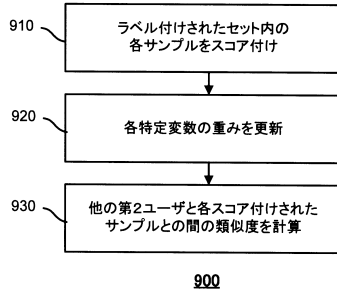 910
ラベル付けされたセット内の
各サンプルをスコア付け
920
各特定変数の重みを更新
930
他の第2ユーザと各スコア付けされた
サンプルとの間の類似度を計算
900